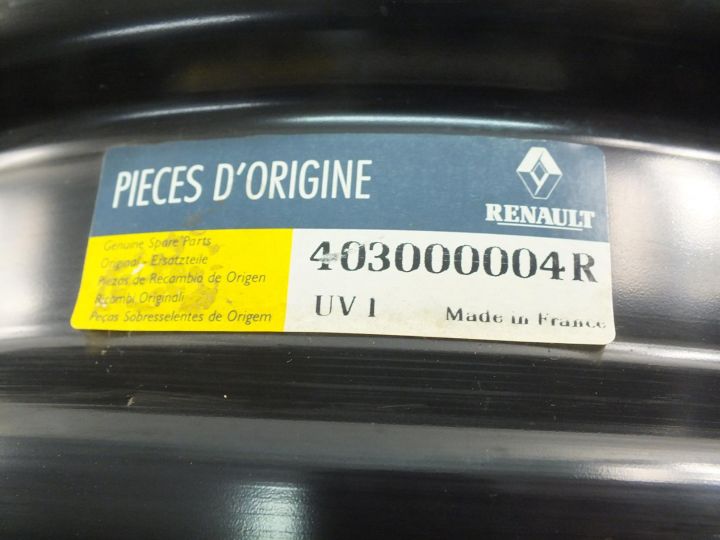 PIECES D'ORIGINE
RENAULT
Genuine Spare Parts
Original-Ersatzteile
Piezas de Recambio de Origen
Ricambi Originali
Peças Sobresselentes de Origem
403000004R
UV 1
Made in France